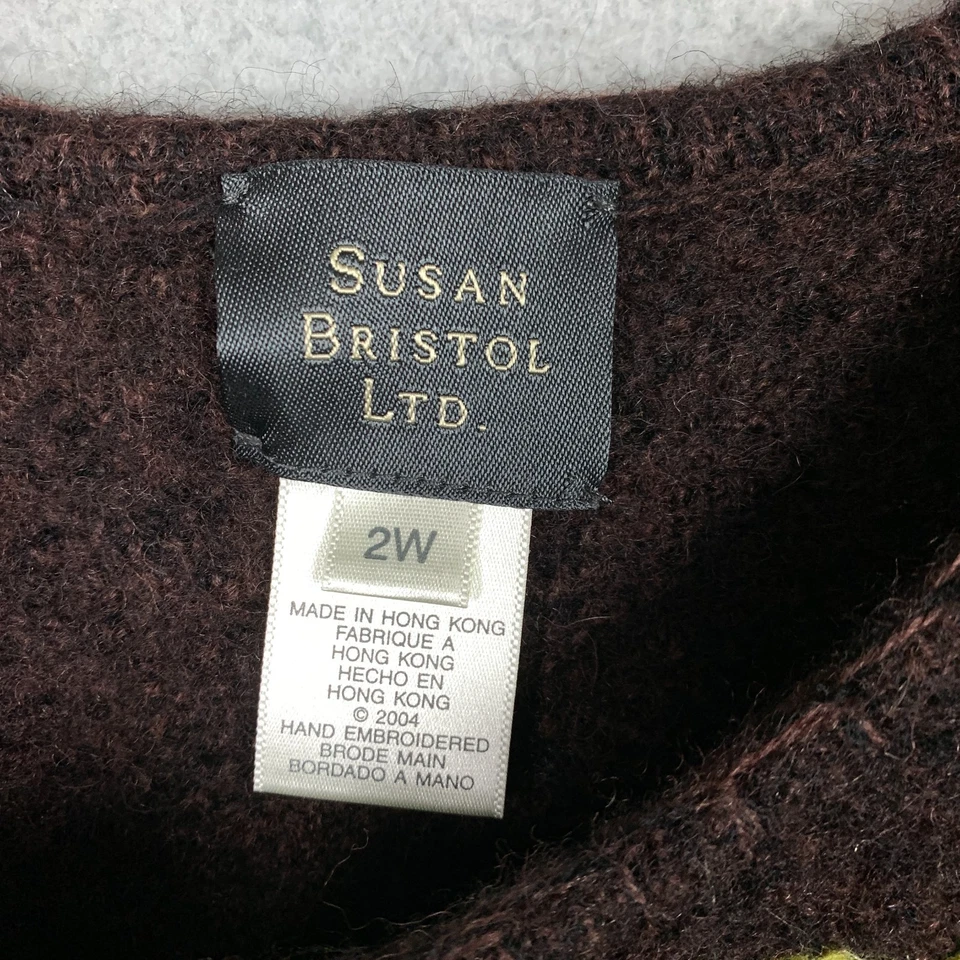 SUSAN
BRISTOL
LTD.
2W
MADE IN HONG KONG
FABRIQUE A
HONG KONG
HECHO EN
HONG KONG
© 2004
HAND EMBROIDERED
BRODE MAIN
BORDADO A MANO